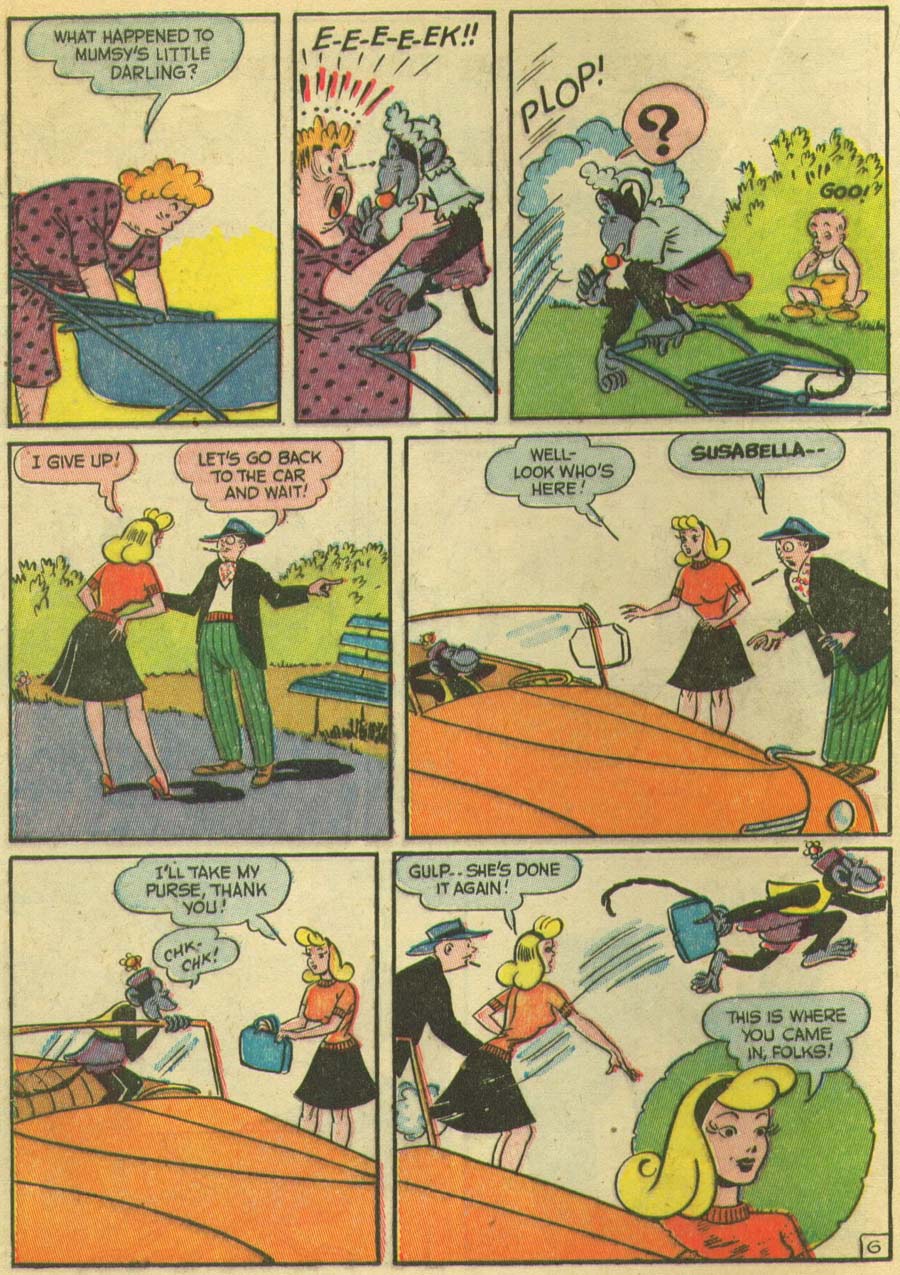 WHAT HAPPENED TO
MUMSY'S LITTLE
DARLING?
E-E-E-E-EK!!
PLOP!
?
GOO!
I GIVE UP!
LET'S GO BACK
TO THE CAR
AND WAIT!
WELL-
LOOK WHO'S
HERE!
SUSABELLA--
I'LL TAKE MY
PURSE, THANK
YOU!
CHK-
CHK!
GULP-- SHE'S DONE
IT AGAIN!
THIS IS WHERE
YOU CAME
IN, FOLKS!
6